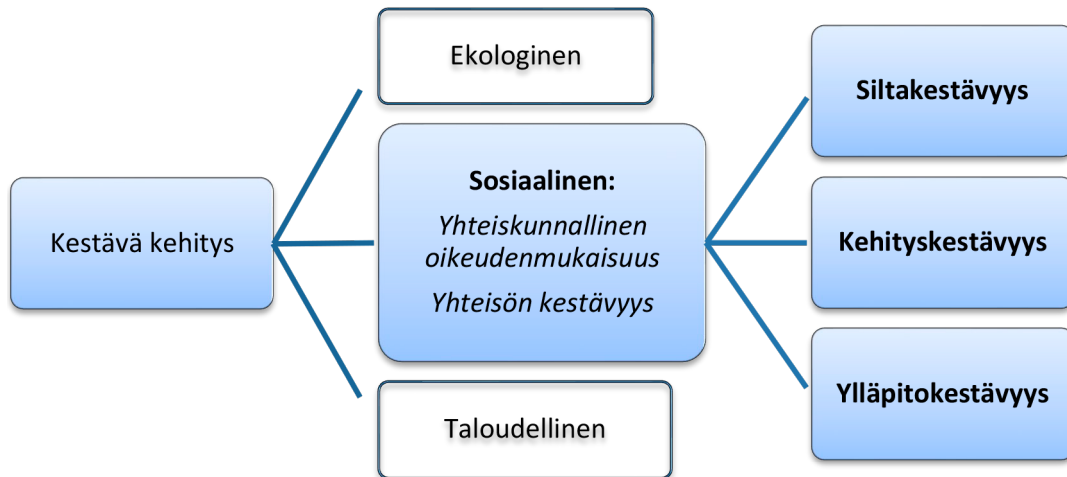 Kestävä kehitys
Ekologinen
Sosiaalinen:
Yhteiskunnallinen
oikeudenmukaisuus
Yhteisön kestävyys
Taloudellinen
Siltakestävyys
Kehityskestävyys
Ylläpitokestävyys